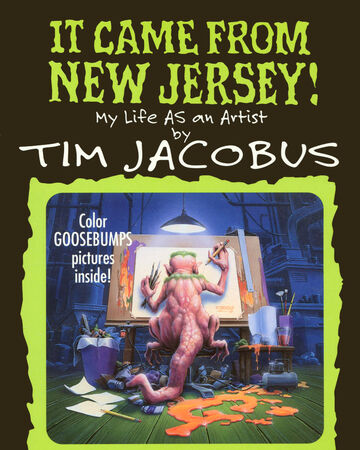 IT CAME FROM
NEW JERSEY!
My Life AS an Artist
by
TIM JACOBUS
Color
GOOSEBUMPS
pictures
inside!